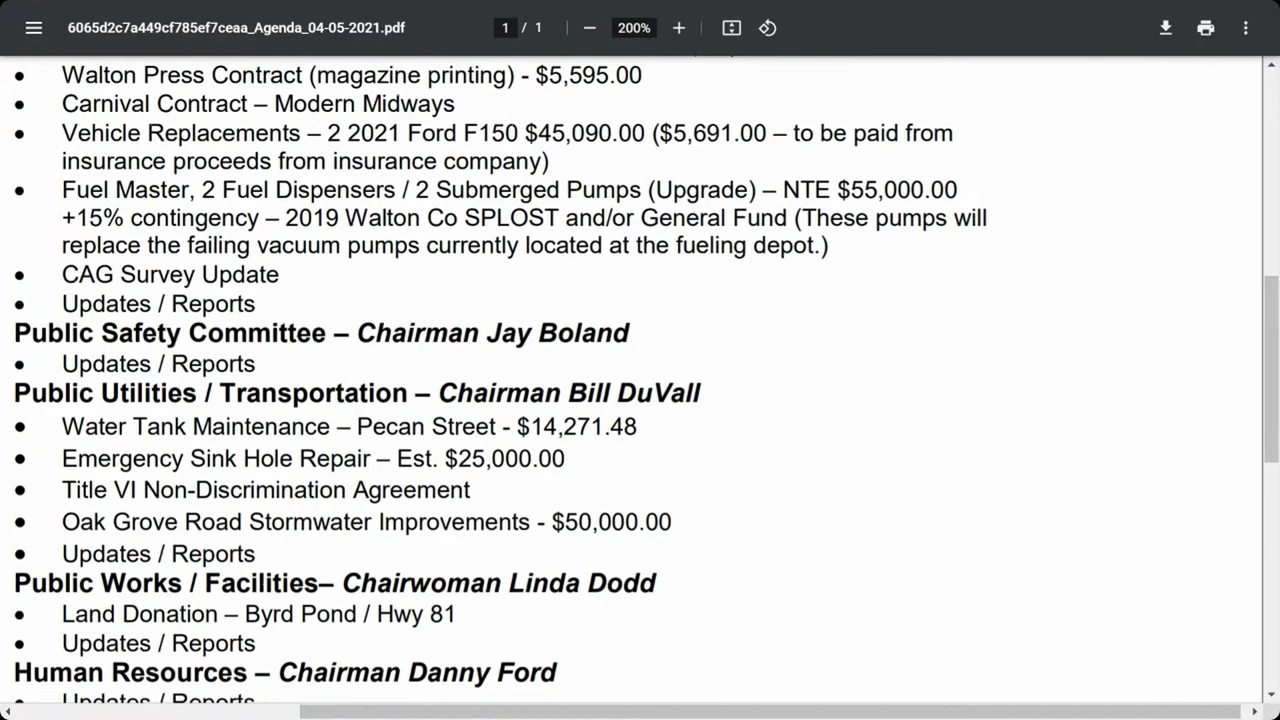 6065d2c7a449cf785ef7ceaa_Agenda_04-05-2021.pdf
1 / 1
200%
• Walton Press Contract (magazine printing) - $5,595.00
• Carnival Contract – Modern Midways
• Vehicle Replacements – 2 2021 Ford F150 $45,090.00 ($5,691.00 – to be paid from
insurance proceeds from insurance company)
• Fuel Master, 2 Fuel Dispensers / 2 Submerged Pumps (Upgrade) – NTE $55,000.00
+15% contingency – 2019 Walton Co SPLOST and/or General Fund (These pumps will
replace the failing vacuum pumps currently located at the fueling depot.)
• CAG Survey Update
• Updates / Reports
Public Safety Committee – Chairman Jay Boland
• Updates / Reports
Public Utilities / Transportation – Chairman Bill DuVall
• Water Tank Maintenance – Pecan Street - $14,271.48
• Emergency Sink Hole Repair – Est. $25,000.00
• Title VI Non-Discrimination Agreement
• Oak Grove Road Stormwater Improvements - $50,000.00
• Updates / Reports
Public Works / Facilities– Chairwoman Linda Dodd
• Land Donation – Byrd Pond / Hwy 81
• Updates / Reports
Human Resources – Chairman Danny Ford
Updates / Reports